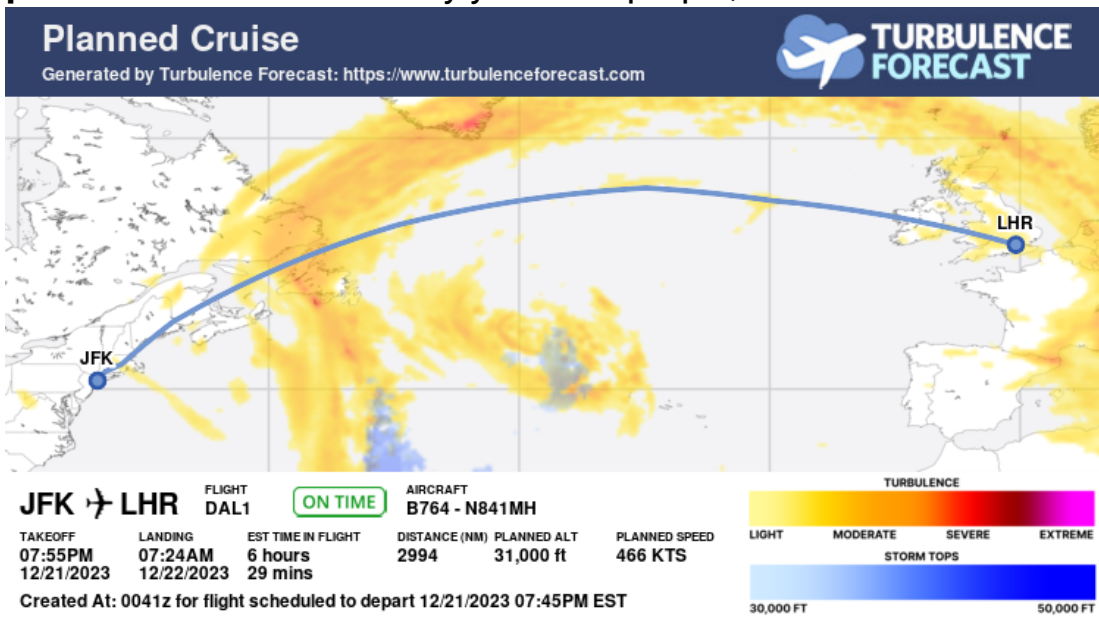 Planned Cruise
Generated by Turbulence Forecast: https://www.turbulenceforecast.com
TURBULENCE
FORECAST
LHR
JFK
JFK LHR
FLIGHT
DAL1
ON TIME
AIRCRAFT
B764 - N841MH
TAKEOFF
07:55PM
12/21/2023
LANDING
07:24AM
12/22/2023
EST TIME IN FLIGHT
6 hours
29 mins
DISTANCE (NM)
2994
PLANNED ALT
31,000 ft
PLANNED SPEED
466 KTS
Created At: 0041z for flight scheduled to depart 12/21/2023 07:45PM EST
TURBULENCE
LIGHT MODERATE SEVERE EXTREME
STORM TOPS
30,000 FT 50,000 FT